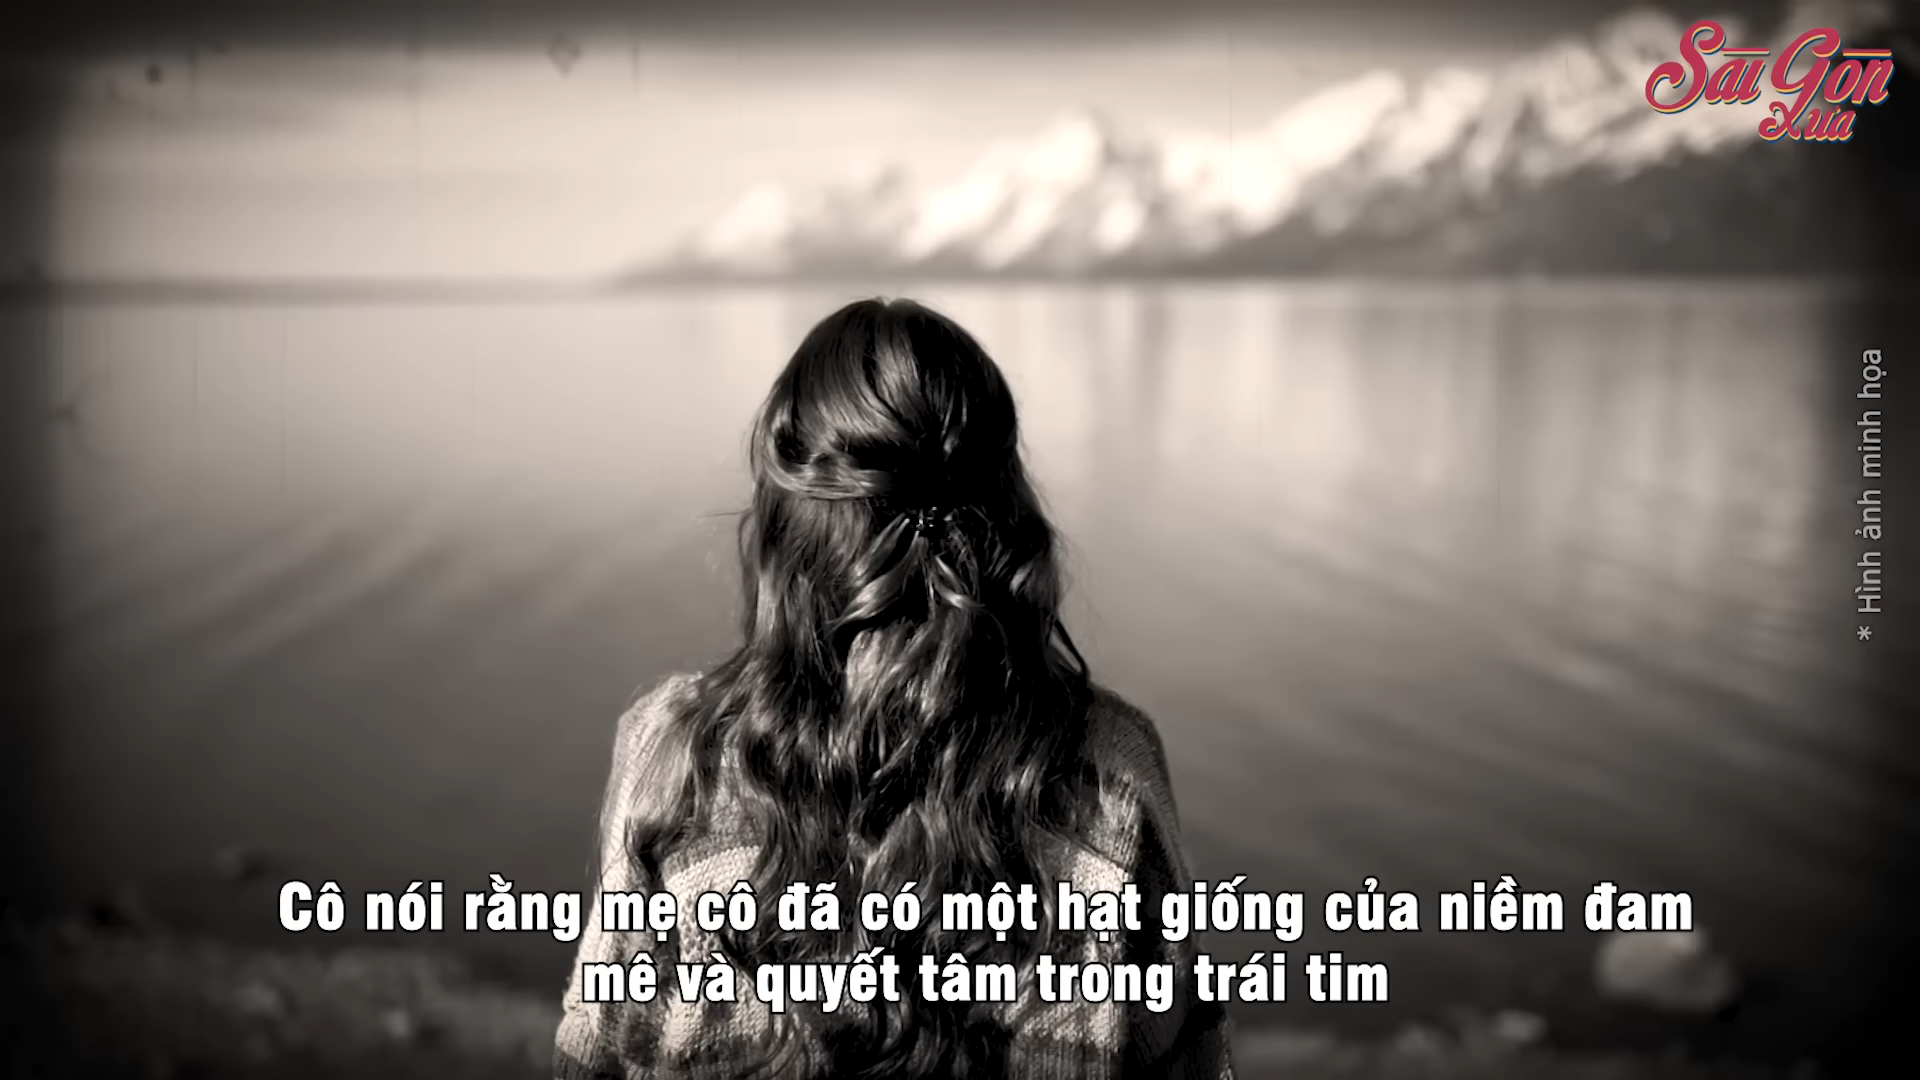 Sài Gòn
Xưa
* Hình ảnh minh họa
Cô nói rằng mẹ cô đã có một hạt giống của niềm đam
mê và quyết tâm trong trái tim